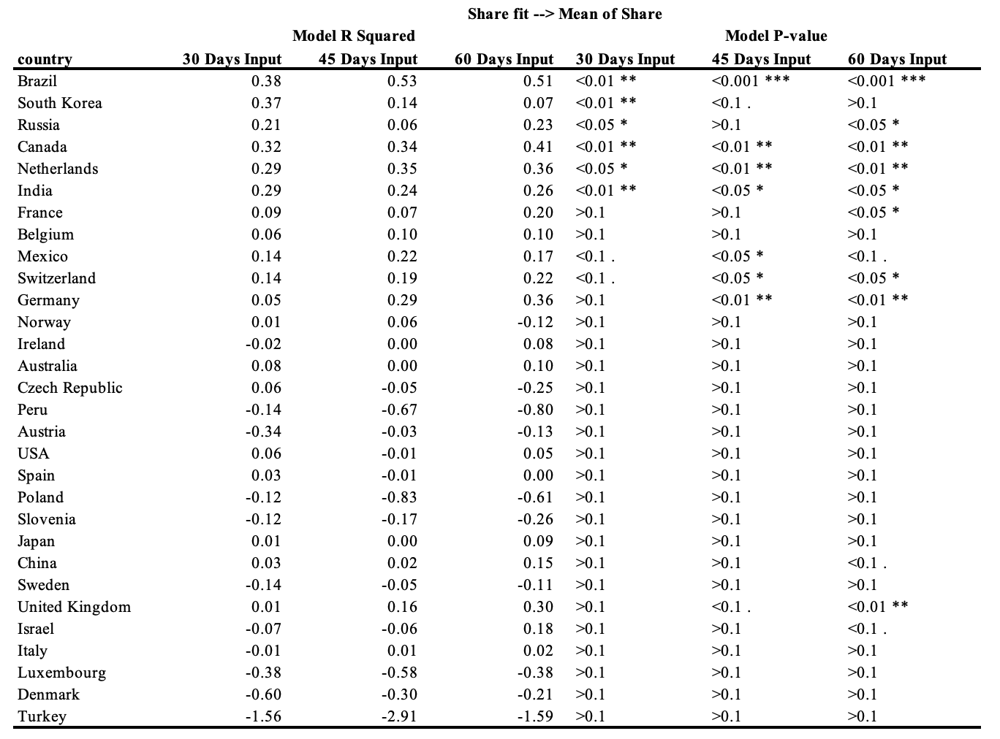 Share fit --> Mean of Share
Model R Squared Model P-value
country 30 Days Input 45 Days Input 60 Days Input 30 Days Input 45 Days Input 60 Days Input
Brazil 0.38 0.53 0.51 <0.01 ** <0.001 *** <0.001 ***
South Korea 0.37 0.14 0.07 <0.01 ** <0.1 . >0.1
Russia 0.21 0.06 0.23 <0.05 * >0.1 <0.05 *
Canada 0.32 0.34 0.41 <0.01 ** <0.01 ** <0.01 **
Netherlands 0.29 0.35 0.36 <0.05 * <0.01 ** <0.01 **
India 0.29 0.24 0.26 <0.01 ** <0.05 * <0.05 *
France 0.09 0.07 0.20 >0.1 >0.1 <0.05 *
Belgium 0.06 0.10 0.10 >0.1 >0.1 >0.1
Mexico 0.14 0.22 0.17 <0.1 . <0.05 * <0.1 .
Switzerland 0.14 0.19 0.22 <0.1 . <0.05 * <0.05 *
Germany 0.05 0.29 0.36 >0.1 <0.01 ** <0.01 **
Norway 0.01 0.06 -0.12 >0.1 >0.1 >0.1
Ireland -0.02 0.00 0.08 >0.1 >0.1 >0.1
Australia 0.08 0.00 0.10 >0.1 >0.1 >0.1
Czech Republic 0.06 -0.05 -0.25 >0.1 >0.1 >0.1
Peru -0.14 -0.67 -0.80 >0.1 >0.1 >0.1
Austria -0.34 -0.03 -0.13 >0.1 >0.1 >0.1
USA 0.06 -0.01 0.05 >0.1 >0.1 >0.1
Spain 0.03 -0.01 0.00 >0.1 >0.1 >0.1
Poland -0.12 -0.83 -0.61 >0.1 >0.1 >0.1
Slovenia -0.12 -0.17 -0.26 >0.1 >0.1 >0.1
Japan 0.01 0.00 0.09 >0.1 >0.1 >0.1
China 0.03 0.02 0.15 >0.1 >0.1 <0.1 .
Sweden -0.14 -0.05 -0.11 >0.1 >0.1 >0.1
United Kingdom 0.01 0.16 0.30 >0.1 <0.1 . <0.01 **
Israel -0.07 -0.06 0.18 >0.1 >0.1 <0.1 .
Italy -0.01 0.01 0.02 >0.1 >0.1 >0.1
Luxembourg -0.38 -0.58 -0.38 >0.1 >0.1 >0.1
Denmark -0.60 -0.30 -0.21 >0.1 >0.1 >0.1
Turkey -1.56 -2.91 -1.59 >0.1 >0.1 >0.1